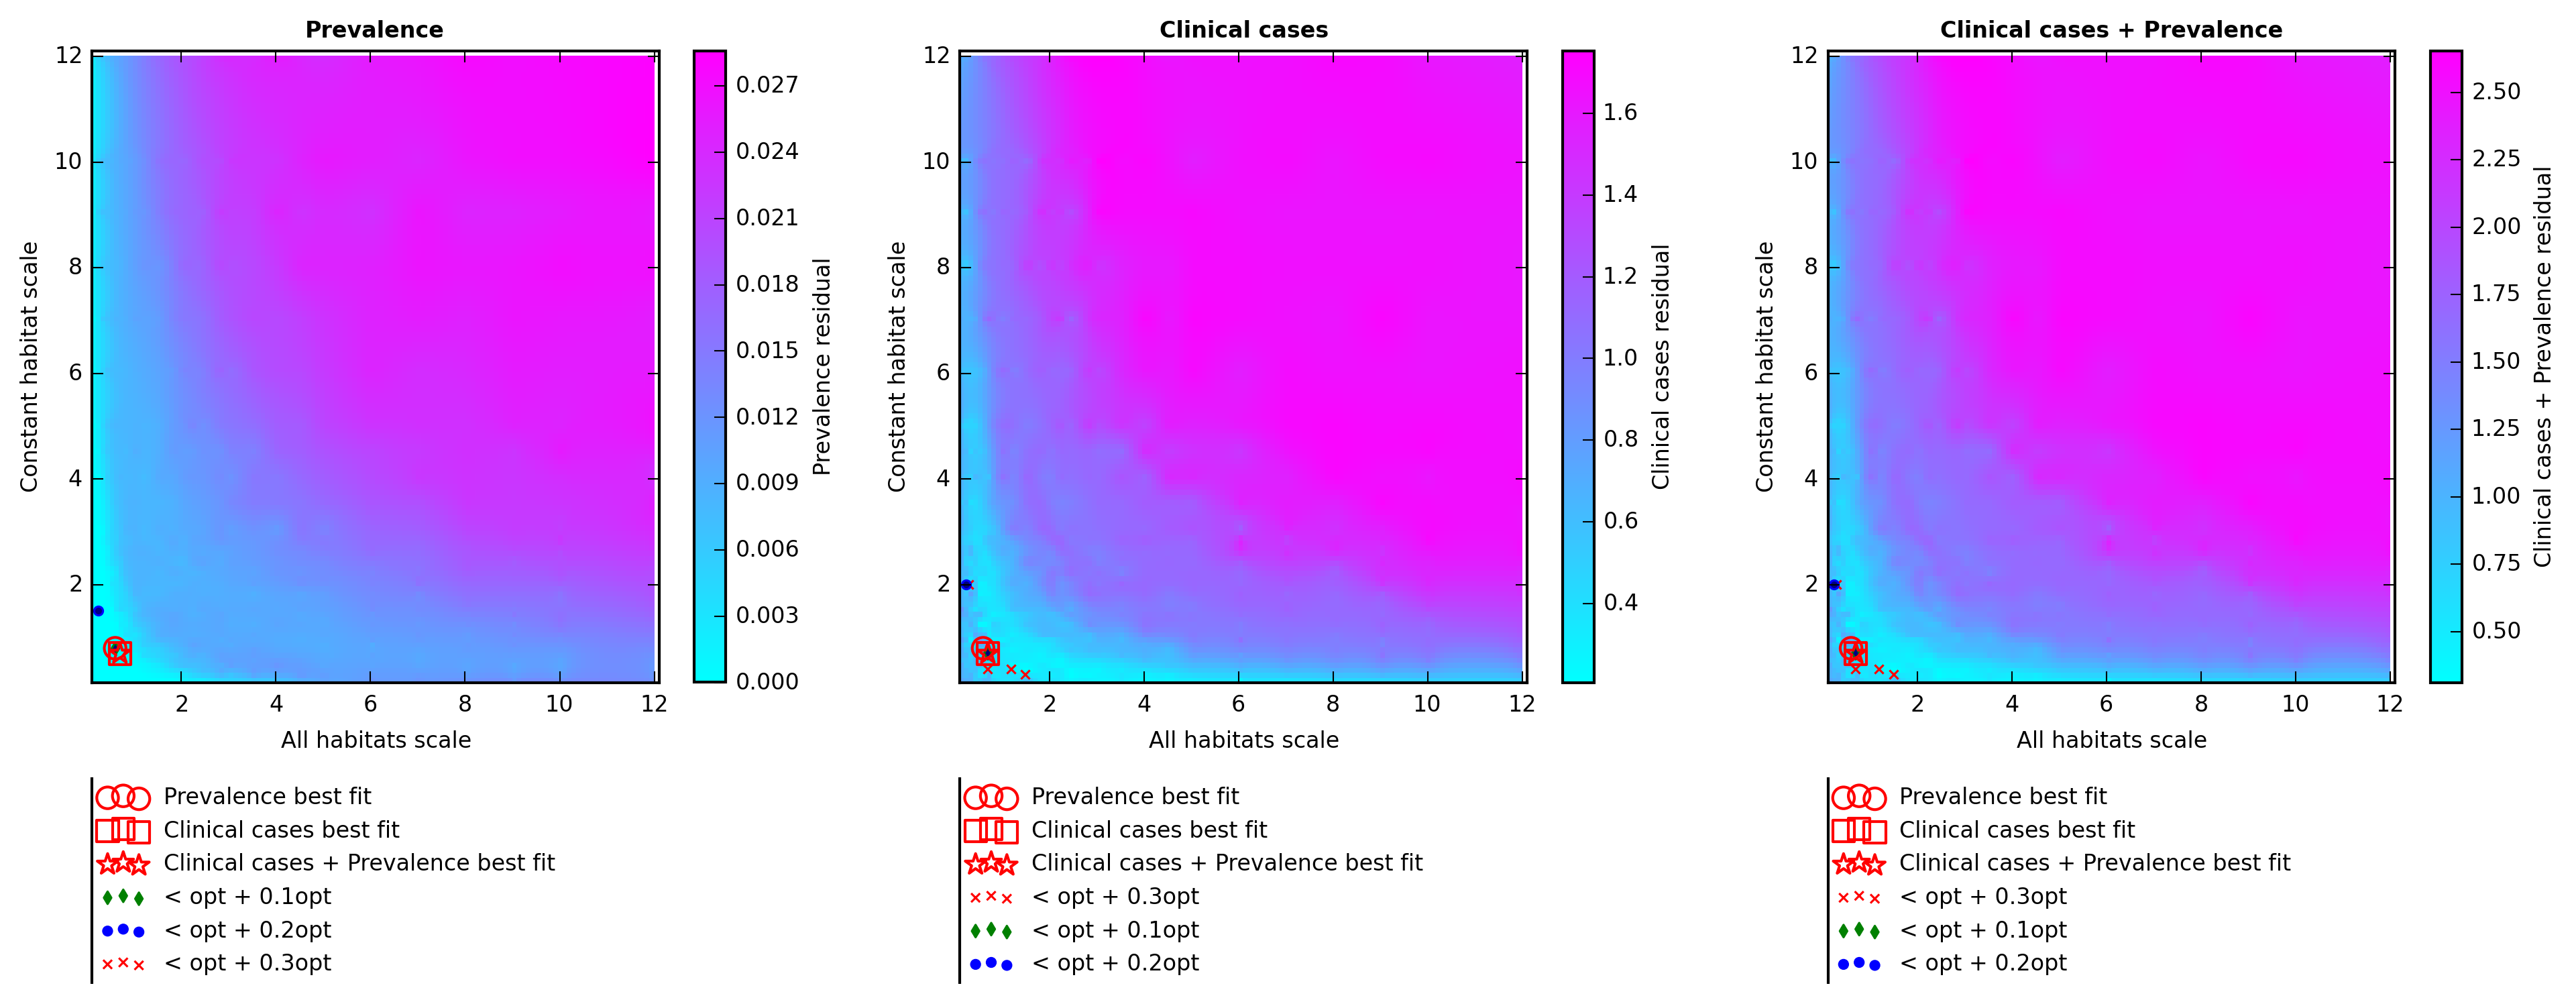 Prevalence
12
10
8
6
4
2
Constant habitat scale
2
4
6
8
10
12
All habitats scale
0.027
0.024
0.021
0.018
0.015
0.012
0.009
0.006
0.003
0.000
Prevalence residual
Prevalence best fit
Clinical cases best fit
Clinical cases + Prevalence best fit
< opt + 0.1opt
< opt + 0.2opt
< opt + 0.3opt
Clinical cases
12
10
8
6
4
2
Constant habitat scale
2
4
6
8
10
12
All habitats scale
1.6
1.4
1.2
1.0
0.8
0.6
0.4
Clinical cases residual
Prevalence best fit
Clinical cases best fit
Clinical cases + Prevalence best fit
< opt + 0.3opt
< opt + 0.1opt
< opt + 0.2opt
Clinical cases + Prevalence
12
10
8
6
4
2
Constant habitat scale
2
4
6
8
10
12
All habitats scale
2.50
2.25
2.00
1.75
1.50
1.25
1.00
0.75
0.50
Clinical cases + Prevalence residual
Prevalence best fit
Clinical cases best fit
Clinical cases + Prevalence best fit
< opt + 0.3opt
< opt + 0.1opt
< opt + 0.2opt